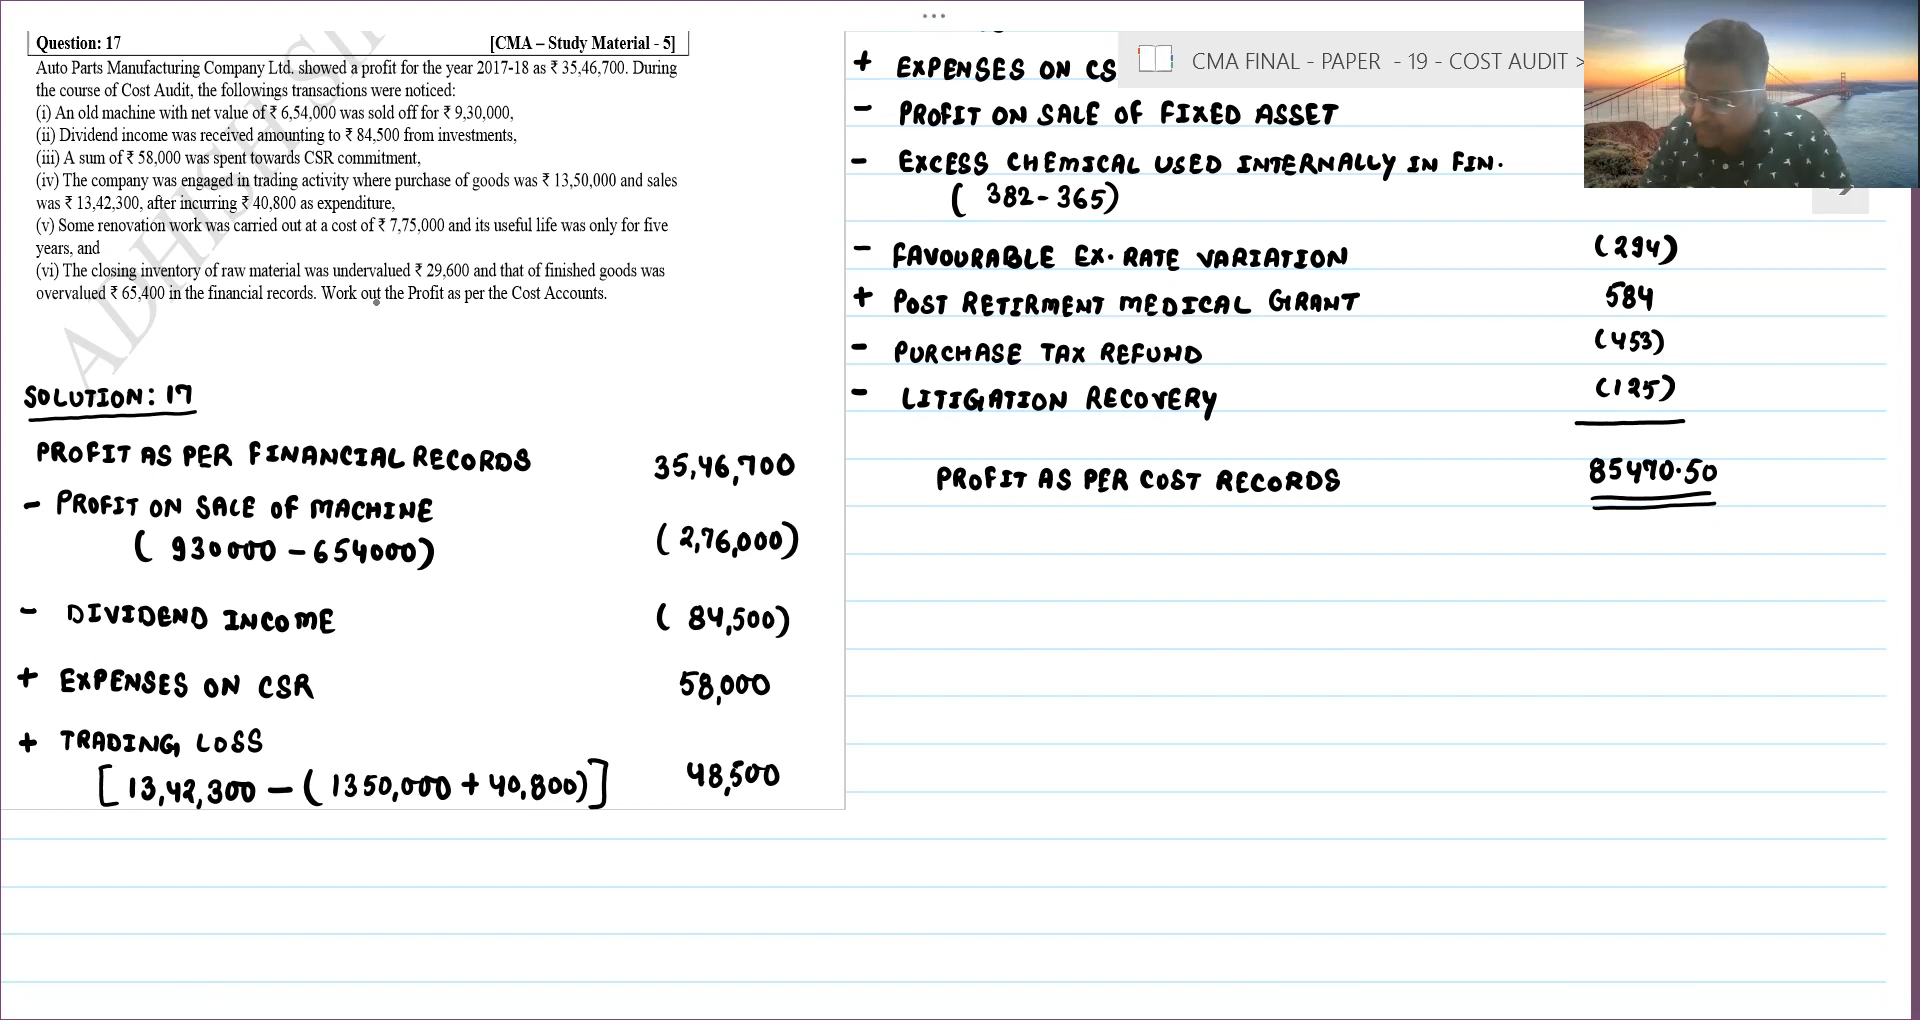 Question: 17 [CMA – Study Material - 5]
Auto Parts Manufacturing Company Ltd. showed a profit for the year 2017-18 as ₹ 35,46,700. During
the course of Cost Audit, the followings transactions were noticed:
(i) An old machine with net value of ₹ 6,54,000 was sold off for ₹ 9,30,000,
(ii) Dividend income was received amounting to ₹ 84,500 from investments,
(iii) A sum of ₹ 58,000 was spent towards CSR commitment,
(iv) The company was engaged in trading activity where purchase of goods was ₹ 13,50,000 and sales
was ₹ 13,42,300, after incurring ₹ 40,800 as expenditure,
(v) Some renovation work was carried out at a cost of ₹ 7,75,000 and its useful life was only for five
years, and
(vi) The closing inventory of raw material was undervalued ₹ 29,600 and that of finished goods was
overvalued ₹ 65,400 in the financial records. Work out the Profit as per the Cost Accounts.
SOLUTION: 17
PROFIT AS PER FINANCIAL RECORDS 35,46,700
- PROFIT ON SALE OF MACHINE
( 930000 - 654000) ( 2,76,000)
- DIVIDEND INCOME ( 84,500)
+ EXPENSES ON CSR 58,000
+ TRADING LOSS
[ 13,42,300 - ( 1350,000 + 40,800)] 48,500
+ EXPENSES ON CS
CMA FINAL - PAPER - 19 - COST AUDIT >
- PROFIT ON SALE OF FIXED ASSET
- EXCESS CHEMICAL USED INTERNALLY IN FIN.
( 382 - 365)
- FAVOURABLE EX. RATE VARIATION (294)
+ POST RETIRMENT MEDICAL GRANT 584
- PURCHASE TAX REFUND (453)
- LITIGATION RECOVERY (125)
PROFIT AS PER COST RECORDS 85470.50